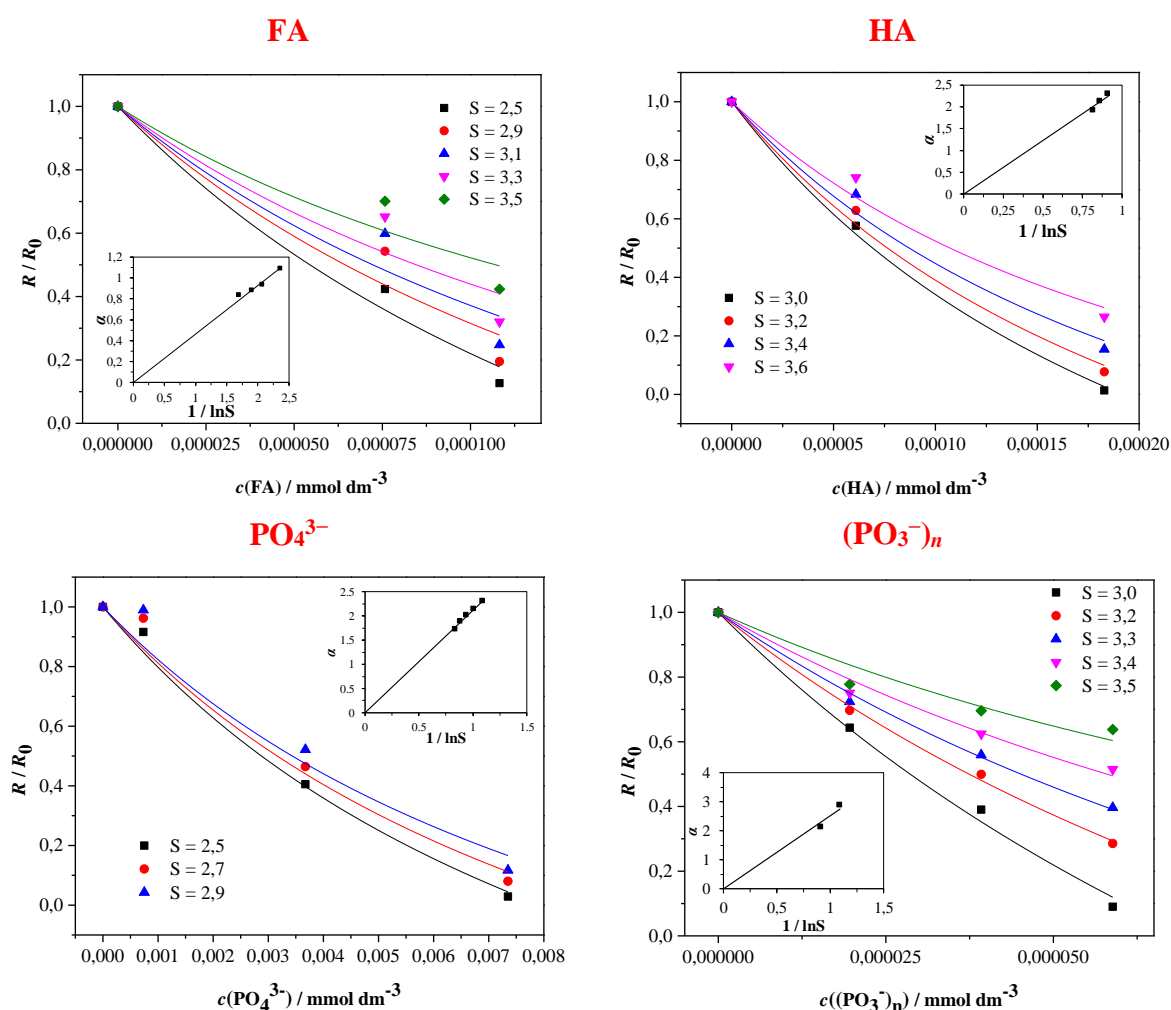 FA
1,0
0,8
0,6
0,4
0,2
0,0
R / R0
S = 2,5
S = 2,9
S = 3,1
S = 3,3
S = 3,5
1,2
1
0,8
0,6
0,4
0,2
0
α
0 0,5 1 1,5 2 2,5
1 / lnS
0,000000 0,000025 0,000050 0,000075 0,000100
c(FA) / mmol dm-3
HA
1,0
0,8
0,6
0,4
0,2
0,0
R / R0
2,5
2
1,5
1
0,5
0
α
0 0,25 0,5 0,75 1
1 / lnS
S = 3,0
S = 3,2
S = 3,4
S = 3,6
0,00000 0,00005 0,00010 0,00015 0,00020
c(HA) / mmol dm-3
PO43−
1,0
0,8
0,6
0,4
0,2
0,0
R / R0
2.5
2
1.5
1
0.5
0
α
0 0,5 1 1,5
1 / lnS
S = 2,5
S = 2,7
S = 2,9
0,000 0,001 0,002 0,003 0,004 0,005 0,006 0,007 0,008
c(PO43-) / mmol dm-3
(PO3−)n
1,0
0,8
0,6
0,4
0,2
0,0
R / R0
S = 3,0
S = 3,2
S = 3,3
S = 3,4
S = 3,5
4
3
2
1
0
α
0 0,5 1 1,5
1 / lnS
0,000000 0,000025 0,000050
c((PO3-)n) / mmol dm-3